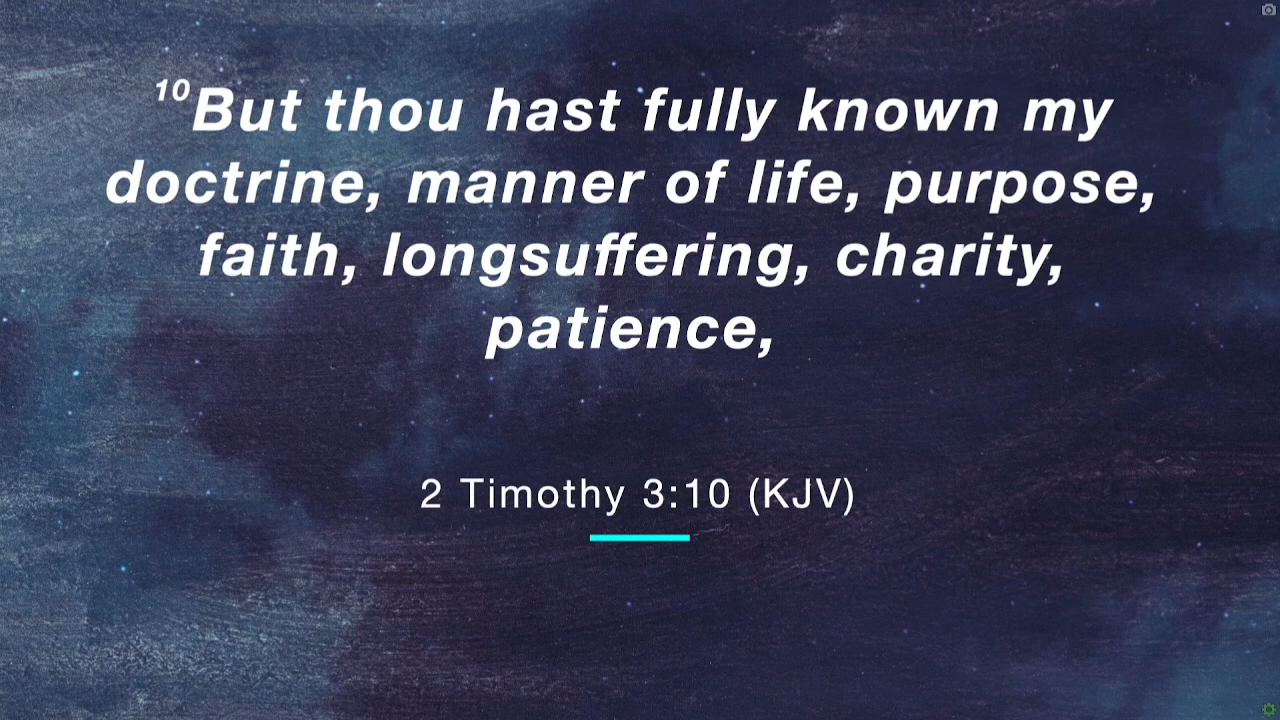 10But thou hast fully known my
doctrine, manner of life, purpose,
faith, longsuffering, charity,
patience,
2 Timothy 3:10 (KJV)